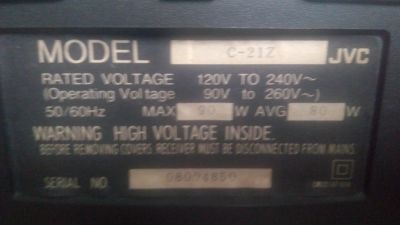 MODEL C-21Z JVC
RATED VOLTAGE 120V TO 240V~
(Operating Voltage 90V to 260V~)
50/60Hz MAX 90 W AVG 80 W
WARNING HIGH VOLTAGE INSIDE.
BEFORE REMOVING COVERS RECEIVER MUST BE DISCONNECTED FROM MAINS.
SERIAL NO.